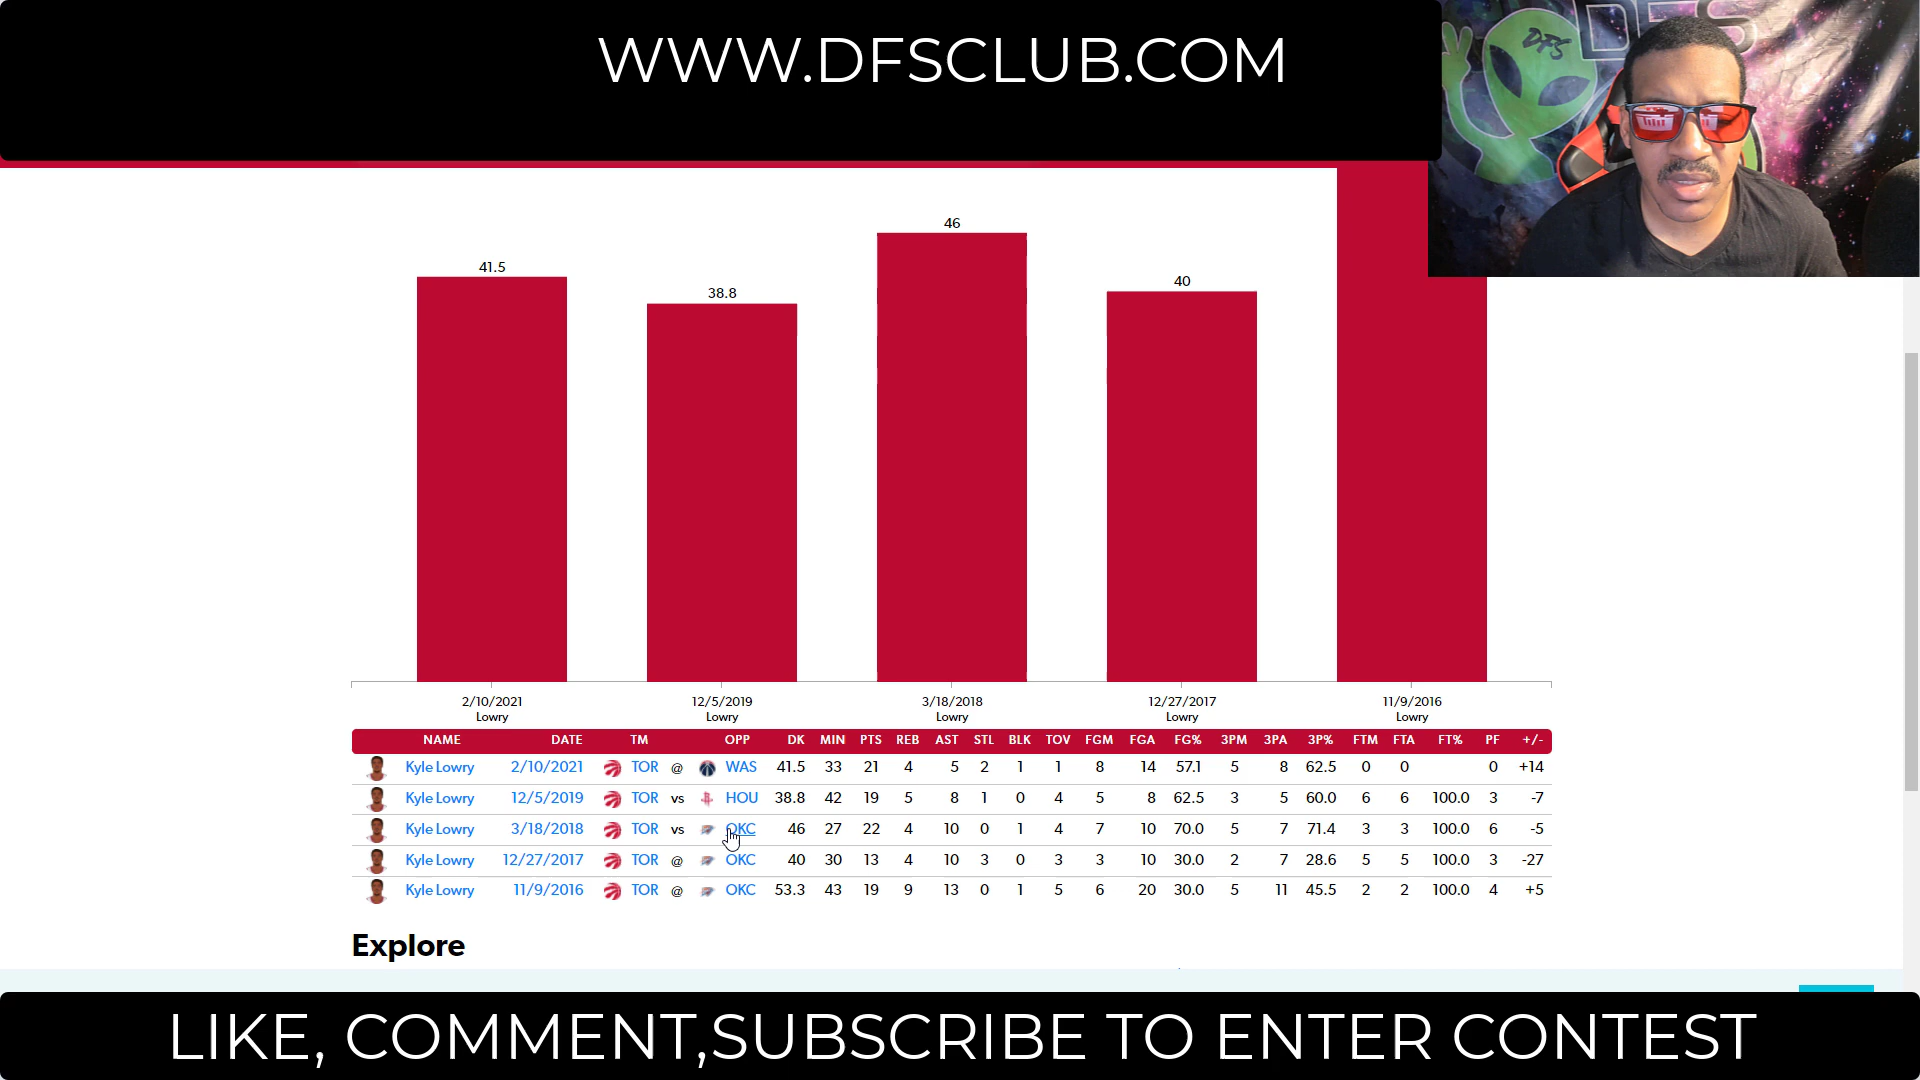 WWW.DFSCLUB.COM
DFS
DFS
46
41.5
40
38.8
2/10/2021 12/5/2019 3/18/2018 12/27/2017 11/9/2016
Lowry Lowry Lowry Lowry Lowry
NAME DATE TM OPP DK MIN PTS REB AST STL BLK TOV FGM FGA FG% 3PM 3PA 3P% FTM FTA FT% PF +/-
Kyle Lowry 2/10/2021 TOR @ WAS 41.5 33 21 4 5 2 1 1 8 14 57.1 5 8 62.5 0 0 0 +14
Kyle Lowry 12/5/2019 TOR vs HOU 38.8 42 19 5 8 1 0 4 5 8 62.5 3 5 60.0 6 6 100.0 3 -7
Kyle Lowry 3/18/2018 TOR vs OKC 46 27 22 4 10 0 1 4 7 10 70.0 5 7 71.4 3 3 100.0 6 -5
Kyle Lowry 12/27/2017 TOR @ OKC 40 30 13 4 10 3 0 3 3 10 30.0 2 7 28.6 5 5 100.0 3 -27
Kyle Lowry 11/9/2016 TOR @ OKC 53.3 43 19 9 13 0 1 5 6 20 30.0 5 11 45.5 2 2 100.0 4 +5
Explore
LIKE, COMMENT,SUBSCRIBE TO ENTER CONTEST